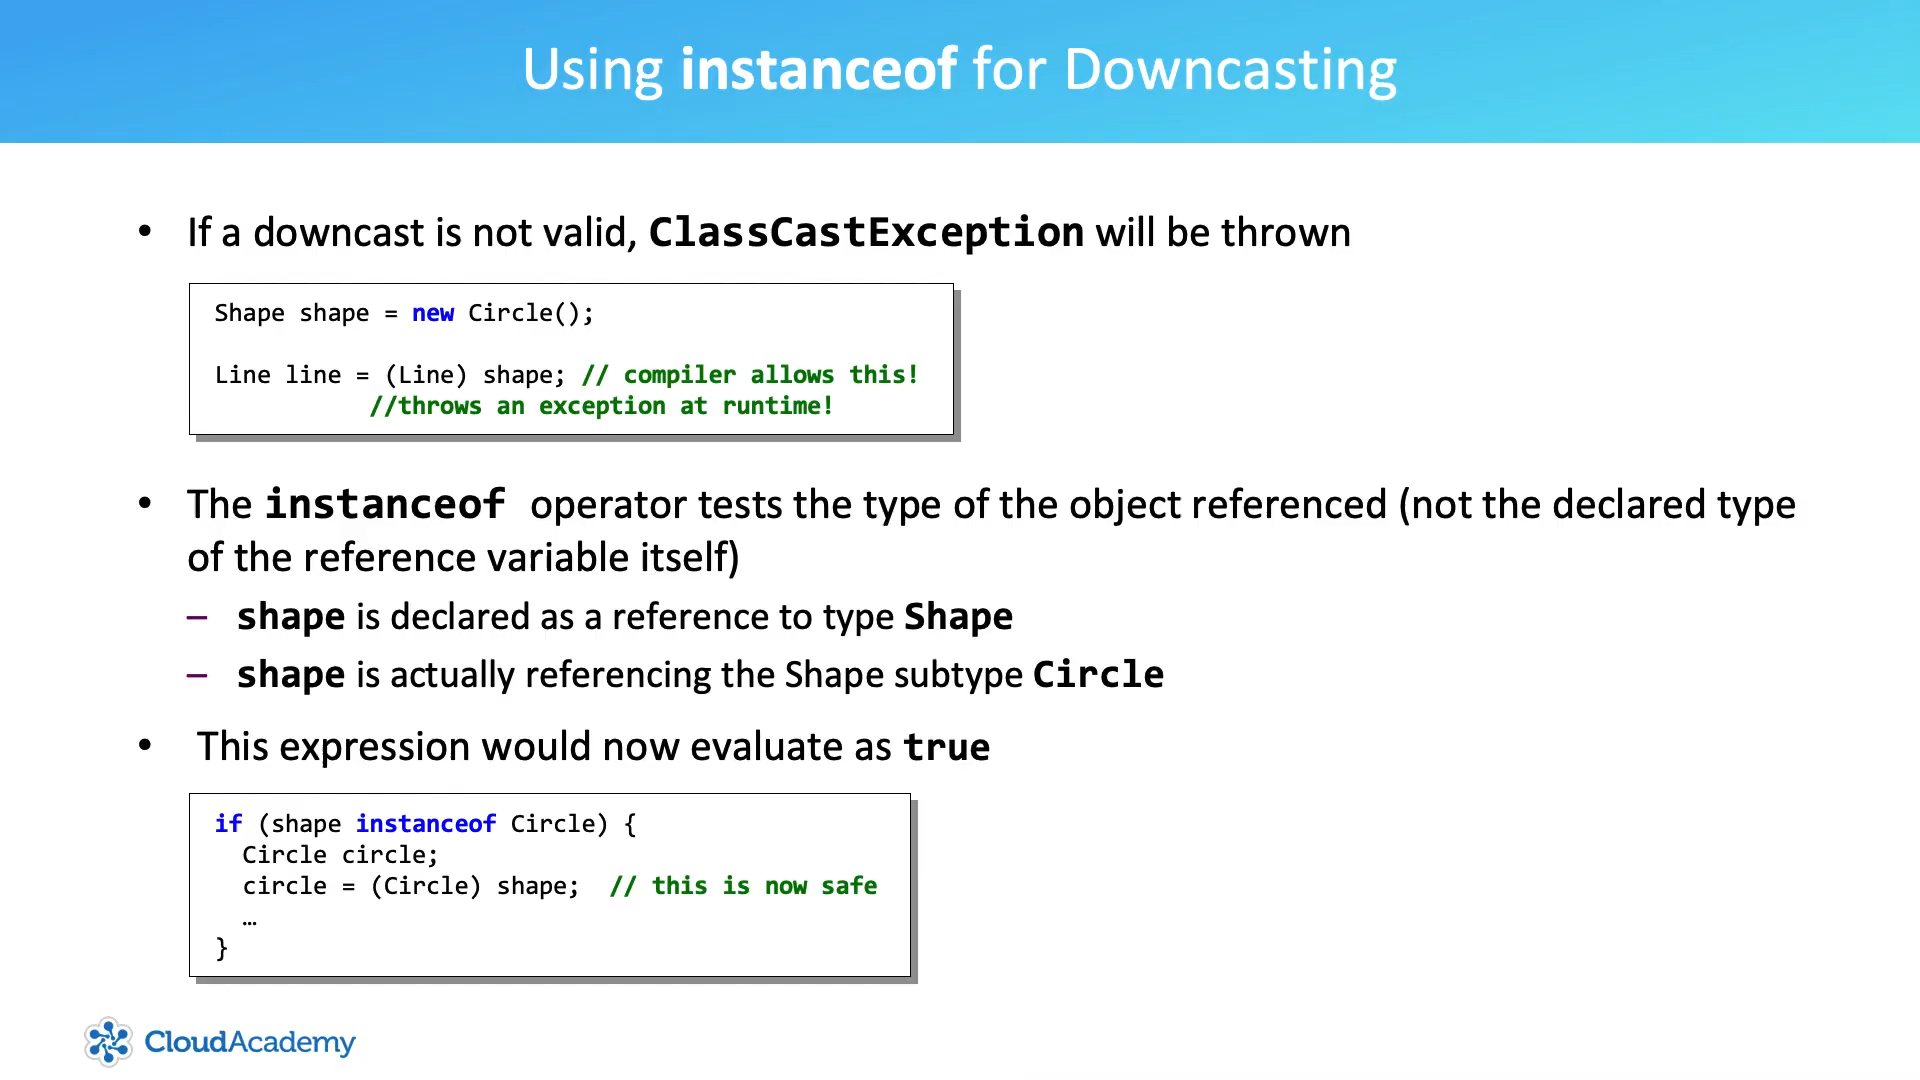 Using instanceof for Downcasting
• If a downcast is not valid, ClassCastException will be thrown
Shape shape = new Circle();
Line line = (Line) shape; // compiler allows this!
//throws an exception at runtime!
• The instanceof operator tests the type of the object referenced (not the declared type
of the reference variable itself)
– shape is declared as a reference to type Shape
– shape is actually referencing the Shape subtype Circle
• This expression would now evaluate as true
if (shape instanceof Circle) {
Circle circle;
circle = (Circle) shape; // this is now safe
…
}
CloudAcademy